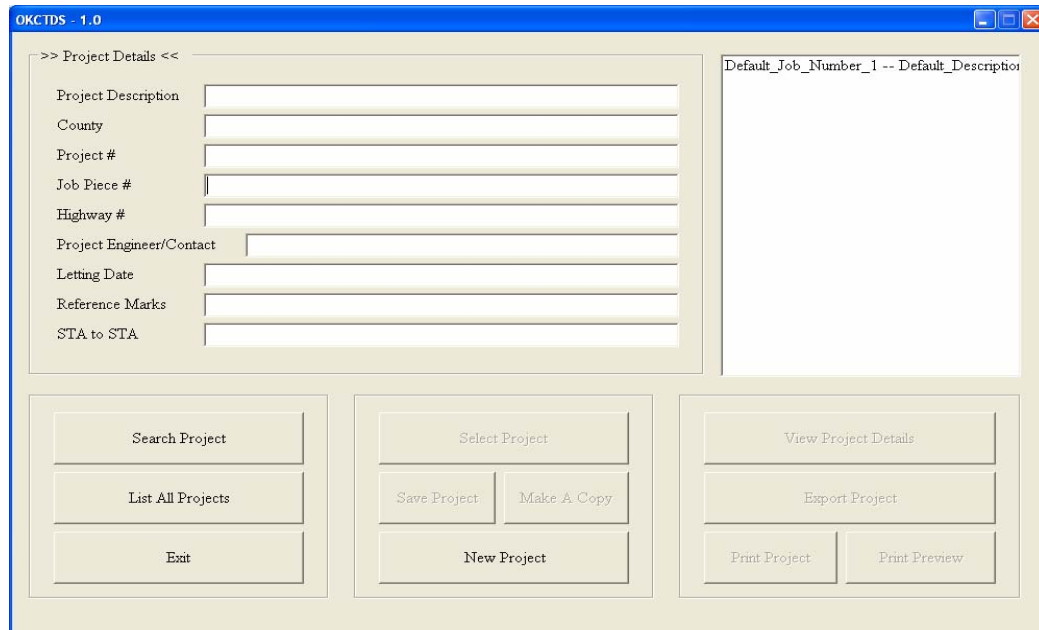 OKCTDS - 1.0
>> Project Details <<
Project Description
County
Project #
Job Piece #
Highway #
Project Engineer/Contact
Letting Date
Reference Marks
STA to STA
Default_Job_Number_1 -- Default_Description
Search Project
List All Projects
Exit
Select Project
Save Project
Make A Copy
New Project
View Project Details
Export Project
Print Project
Print Preview